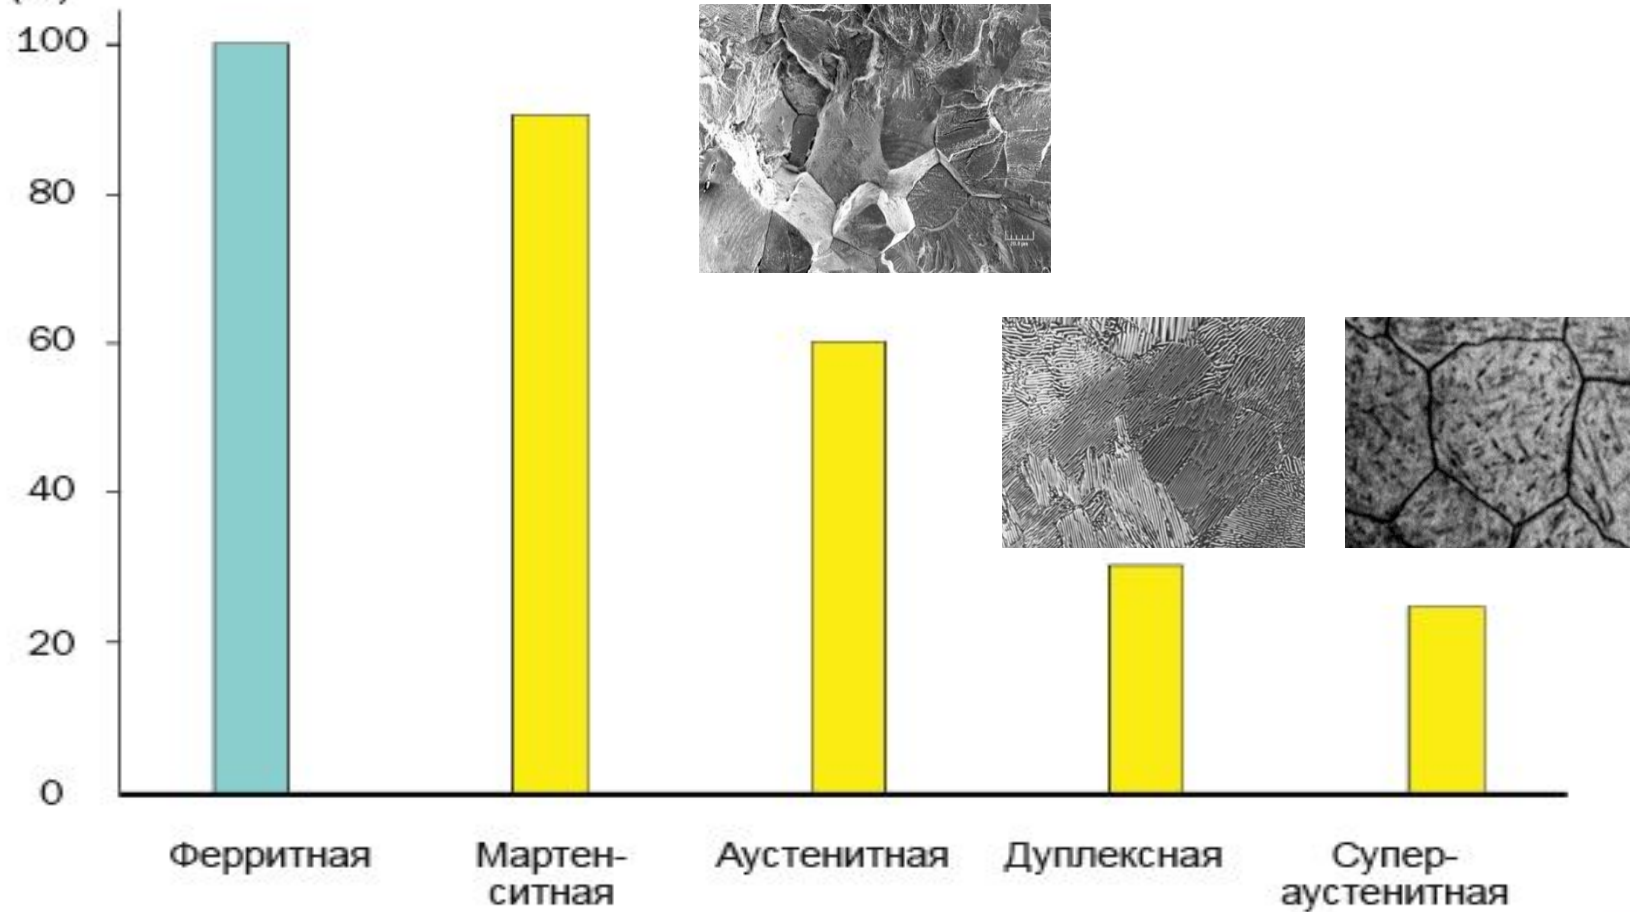 100
80
60
40
20
0
Ферритная
Мартен-
ситная
Аустенитная
Дуплексная
Супер-
аустенитная